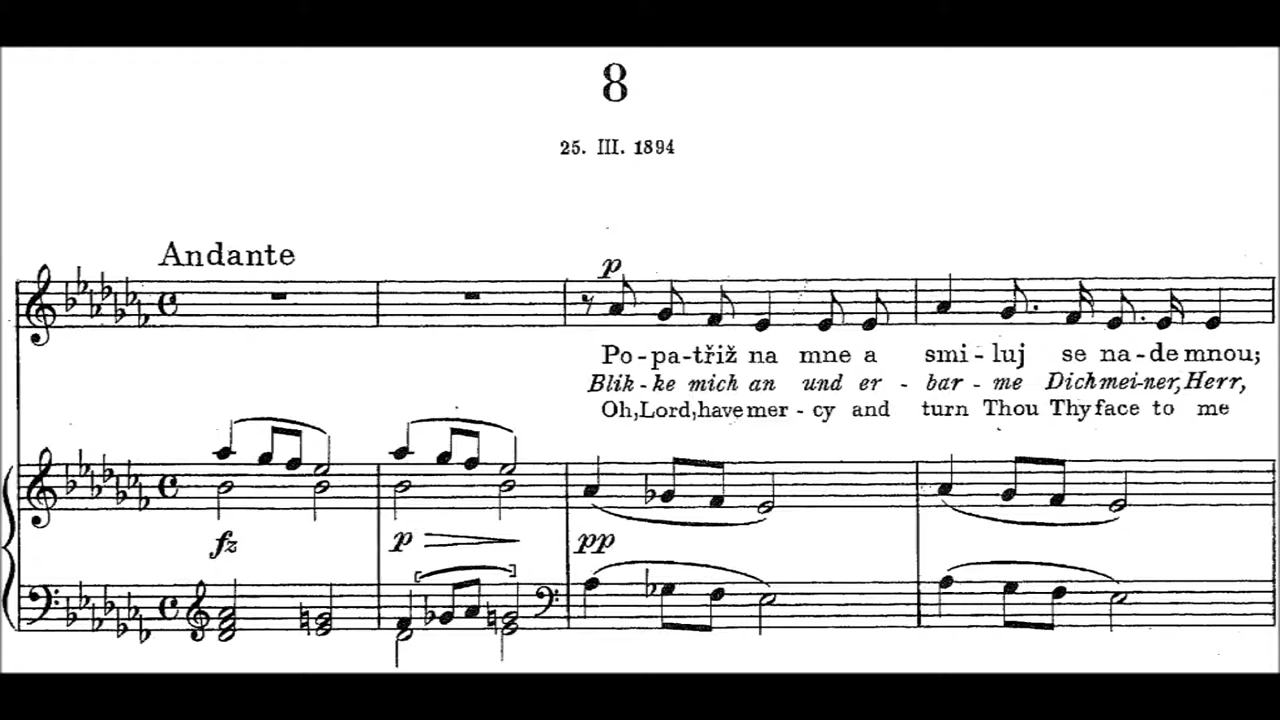 8
25. III. 1894
Andante
p
Po-pa-třiž na mne a smi-luj se na-de mnou;
Blik-ke mich an und er-bar-me Dich mei-ner, Herr,
Oh, Lord, have mer-cy and turn Thou Thy face to me
fz p pp